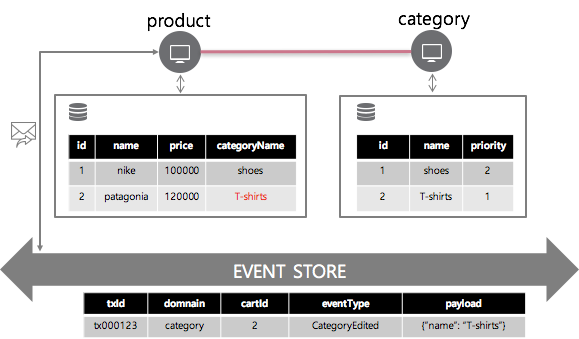 product
category
id name price categoryName
1 nike 100000 shoes
2 patagonia 120000 T-shirts
id name priority
1 shoes 2
2 T-shirts 1
EVENT STORE
txId domnain cartId eventType payload
tx000123 category 2 CategoryEdited {"name": "T-shirts"}